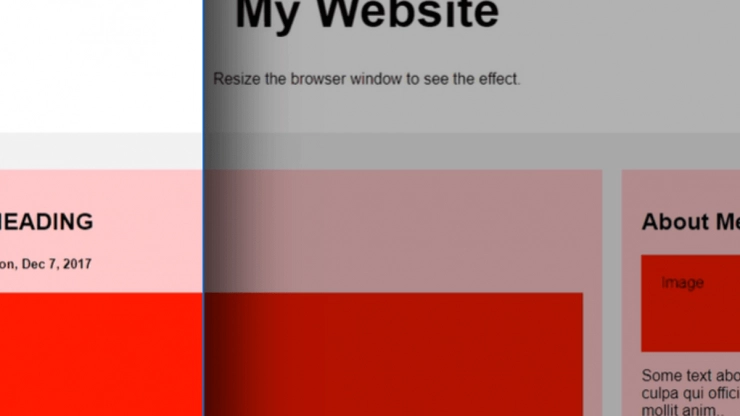 My Website
Resize the browser window to see the effect.
HEADING
on, Dec 7, 2017
About Me
Image
Some text abo
culpa qui offici
mollit anim..